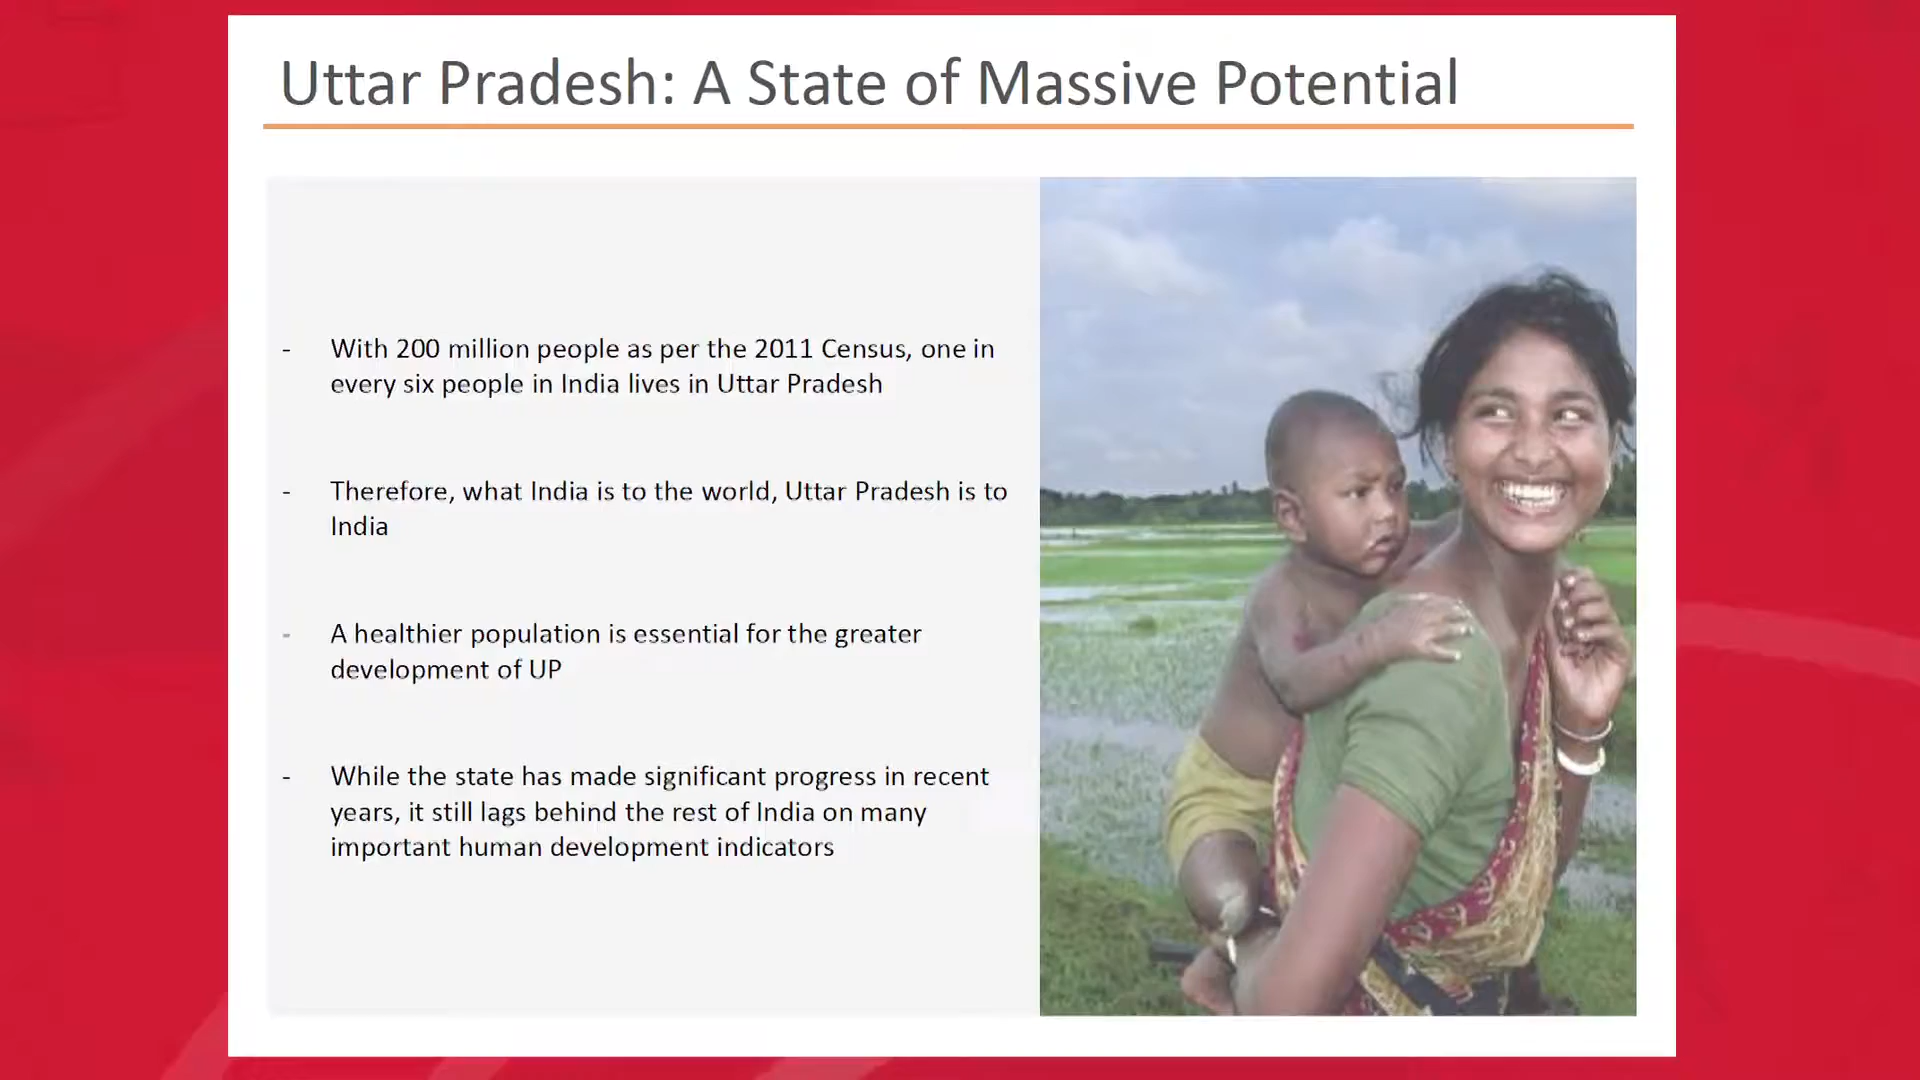 Uttar Pradesh: A State of Massive Potential
- With 200 million people as per the 2011 Census, one in
every six people in India lives in Uttar Pradesh
- Therefore, what India is to the world, Uttar Pradesh is to
India
- A healthier population is essential for the greater
development of UP
- While the state has made significant progress in recent
years, it still lags behind the rest of India on many
important human development indicators